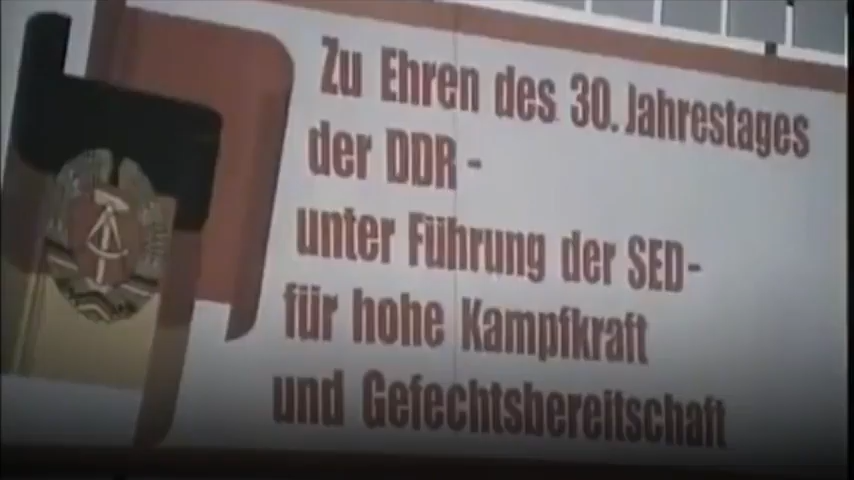 Zu Ehren des 30. Jahrestages
der DDR -
unter Führung der SED-
für hohe Kampfkraft
und Gefechtsbereitschaft